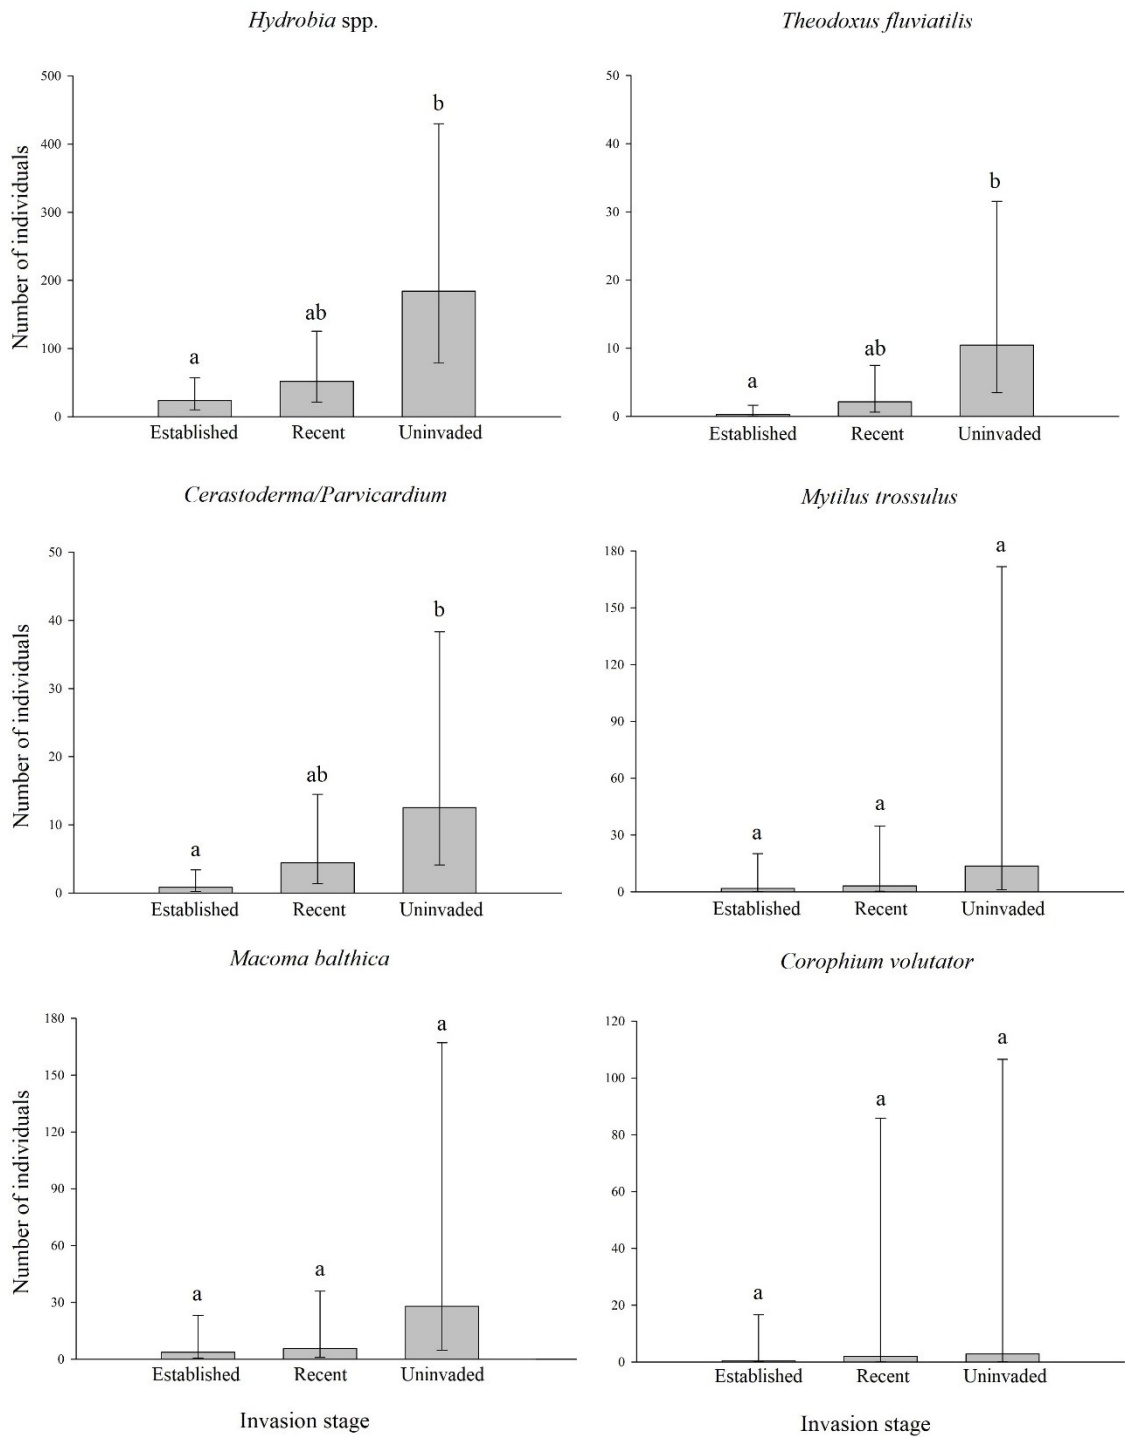 Hydrobia spp.
Number of individuals
500
400
300
200
100
0
a
ab
b
Established
Recent
Uninvaded
Theodoxus fluviatilis
50
40
30
20
10
0
a
ab
b
Established
Recent
Uninvaded
Cerastoderma/Parvicardium
Number of individuals
50
40
30
20
10
0
a
ab
b
Established
Recent
Uninvaded
Mytilus trossulus
180
150
120
90
60
30
0
a
a
a
Established
Recent
Uninvaded
Macoma balthica
Number of individuals
180
150
120
90
60
30
0
a
a
a
Established
Recent
Uninvaded
Invasion stage
Corophium volutator
120
100
80
60
40
20
0
a
a
a
Established
Recent
Uninvaded
Invasion stage